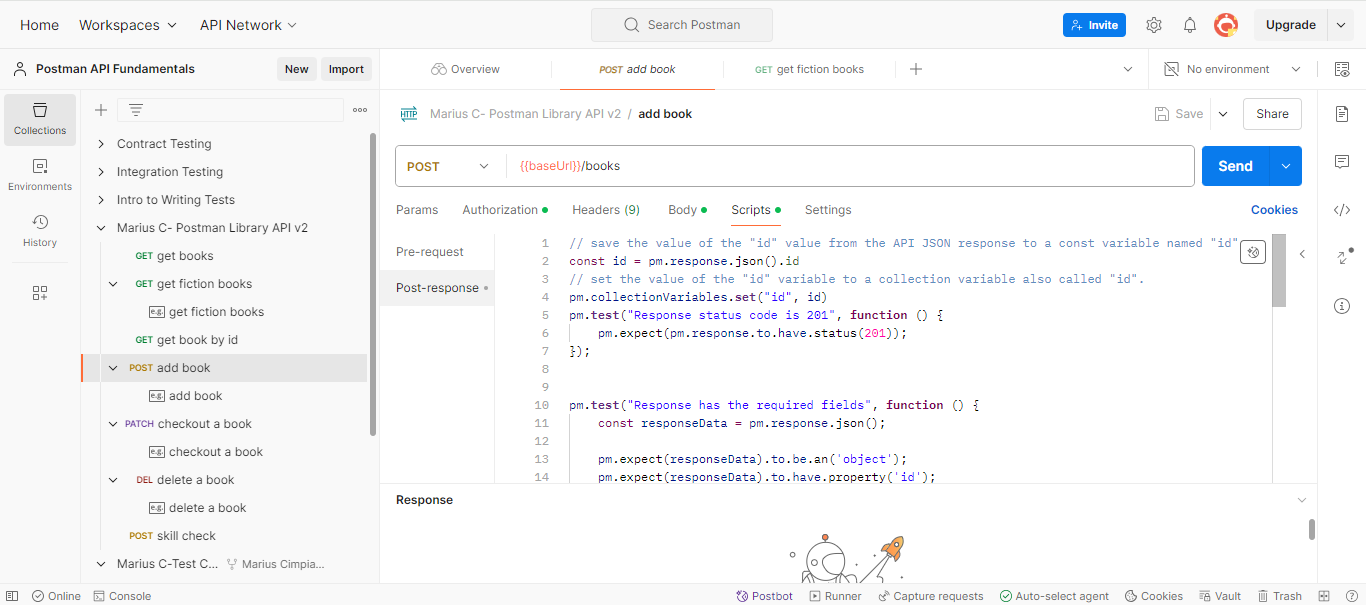 Home Workspaces API Network Search Postman Invite Upgrade
Postman API Fundamentals New Import Overview POST add book GET get fiction books No environment
Collections
Environments
History
Contract Testing
Integration Testing
Intro to Writing Tests
Marius C- Postman Library API v2
GET get books
GET get fiction books
e.g. get fiction books
GET get book by id
POST add book
e.g. add book
PATCH checkout a book
e.g. checkout a book
DEL delete a book
e.g. delete a book
POST skill check
Marius C-Test C... Marius Cimpia...
HTTP Marius C- Postman Library API v2 / add book Save Share
POST {{baseUrl}}/books Send
Params Authorization Headers (9) Body Scripts Settings Cookies
Pre-request
Post-response
1 // save the value of the "id" value from the API JSON response to a const variable named "id"
2 const id = pm.response.json().id
3 // set the value of the "id" variable to a collection variable also called "id".
4 pm.collectionVariables.set("id", id)
5 pm.test("Response status code is 201", function () {
6 pm.expect(pm.response.to.have.status(201));
7 });
8
9
10 pm.test("Response has the required fields", function () {
11 const responseData = pm.response.json();
12
13 pm.expect(responseData).to.be.an('object');
14 pm.expect(responseData).to.have.property('id');
Response
Online Console Postbot Runner Capture requests Auto-select agent Cookies Vault Trash